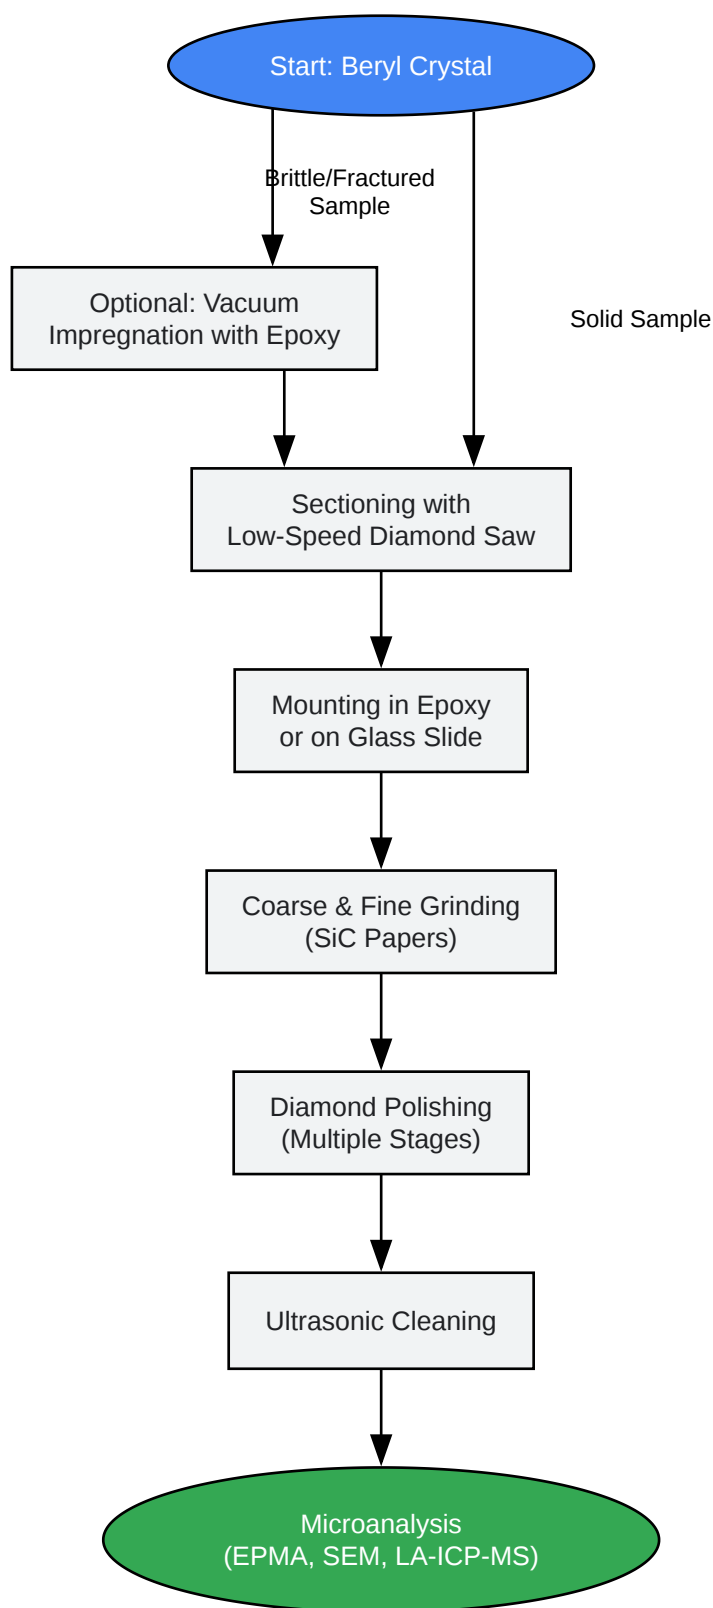 Start: Beryl Crystal
Brittle/Fractured
Sample
Optional: Vacuum
Impregnation with Epoxy
Solid Sample
Sectioning with
Low-Speed Diamond Saw
Mounting in Epoxy
or on Glass Slide
Coarse & Fine Grinding
(SiC Papers)
Diamond Polishing
(Multiple Stages)
Ultrasonic Cleaning
Microanalysis
(EPMA, SEM, LA-ICP-MS)